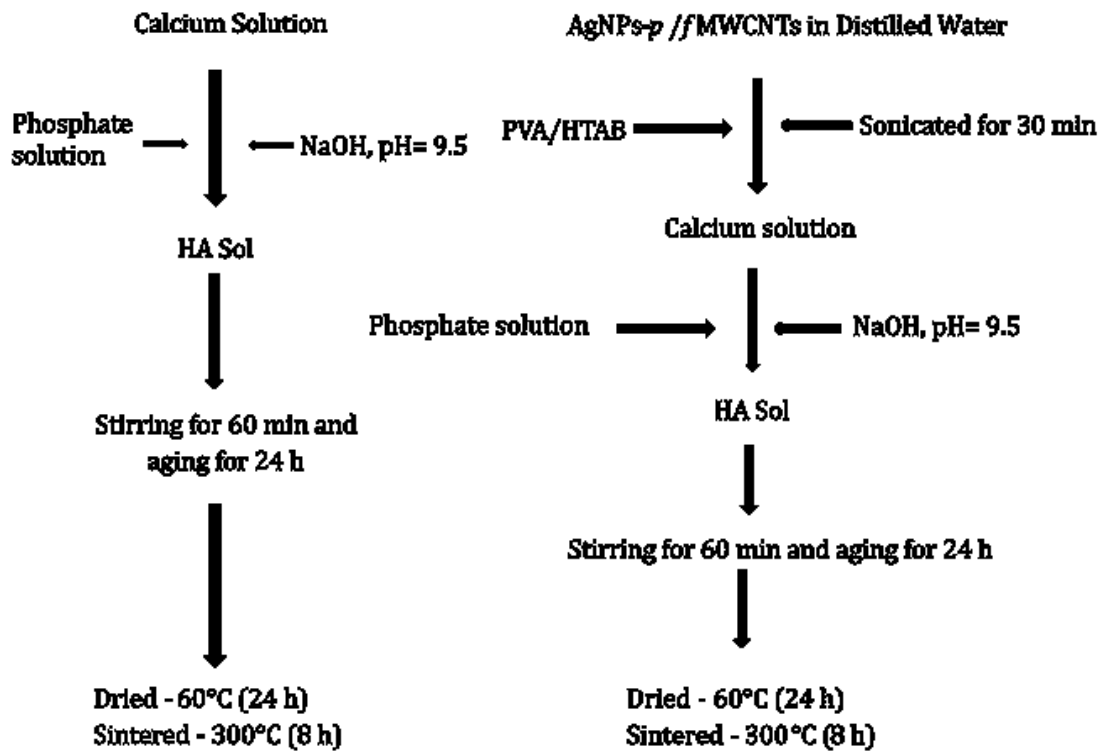 Calcium Solution
Phosphate
solution
NaOH, pH= 9.5
HA Sol
Stirring for 60 min and
aging for 24 h
Dried - 60°C (24 h)
Sintered - 300°C (8 h)
AgNPs-p /fMWCNTs in Distilled Water
PVA/HTAB
Sonicated for 30 min
Calcium solution
Phosphate solution
NaOH, pH= 9.5
HA Sol
Stirring for 60 min and aging for 24 h
Dried - 60°C (24 h)
Sintered - 300°C (8 h)